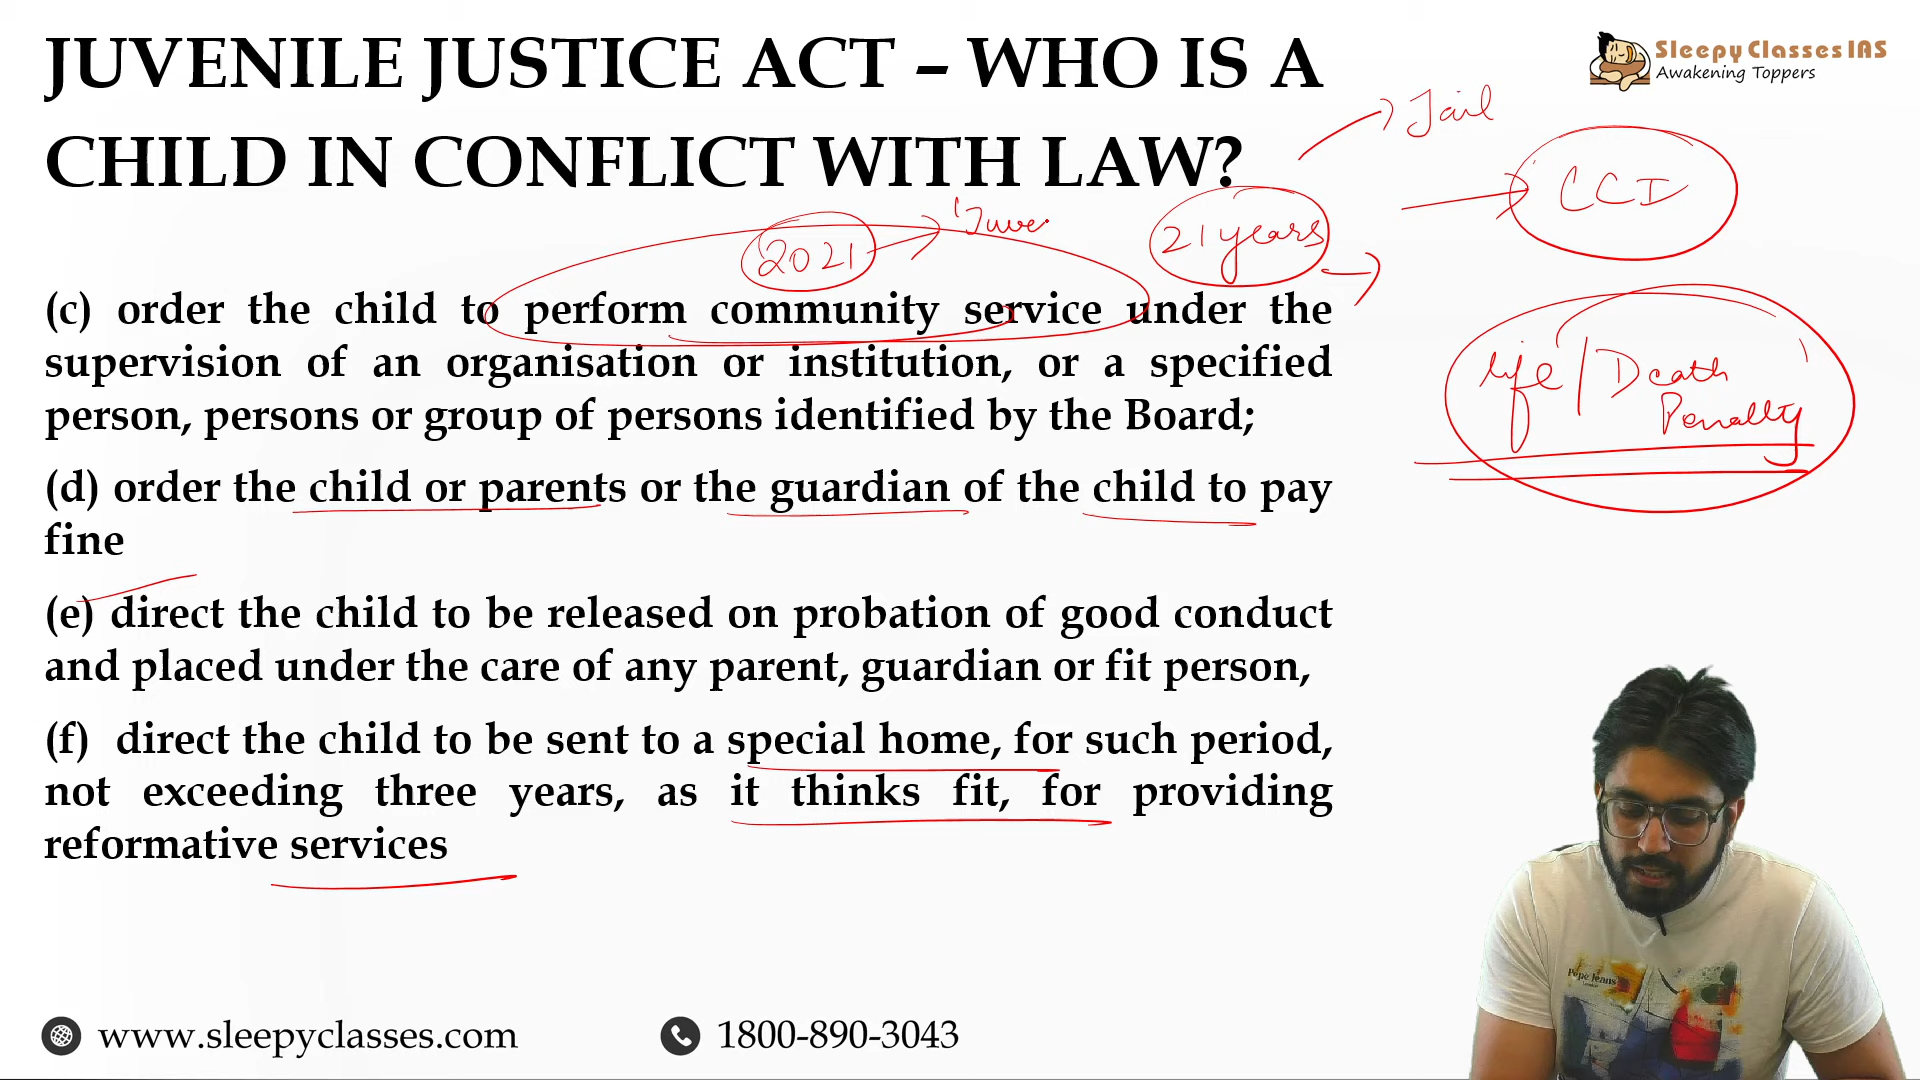 JUVENILE JUSTICE ACT – WHO IS A
CHILD IN CONFLICT WITH LAW?
Sleepy Classes IAS
Awakening Toppers
Jail
CCI
2021
21 years
(c) order the child to perform community service under the
supervision of an organisation or institution, or a specified
person, persons or group of persons identified by the Board;
life / Death
Penalty
(d) order the child or parents or the guardian of the child to pay
fine
(e) direct the child to be released on probation of good conduct
and placed under the care of any parent, guardian or fit person,
(f) direct the child to be sent to a special home, for such period,
not exceeding three years, as it thinks fit, for providing
reformative services
Pepe Jeans
www.sleepyclasses.com
1800-890-3043